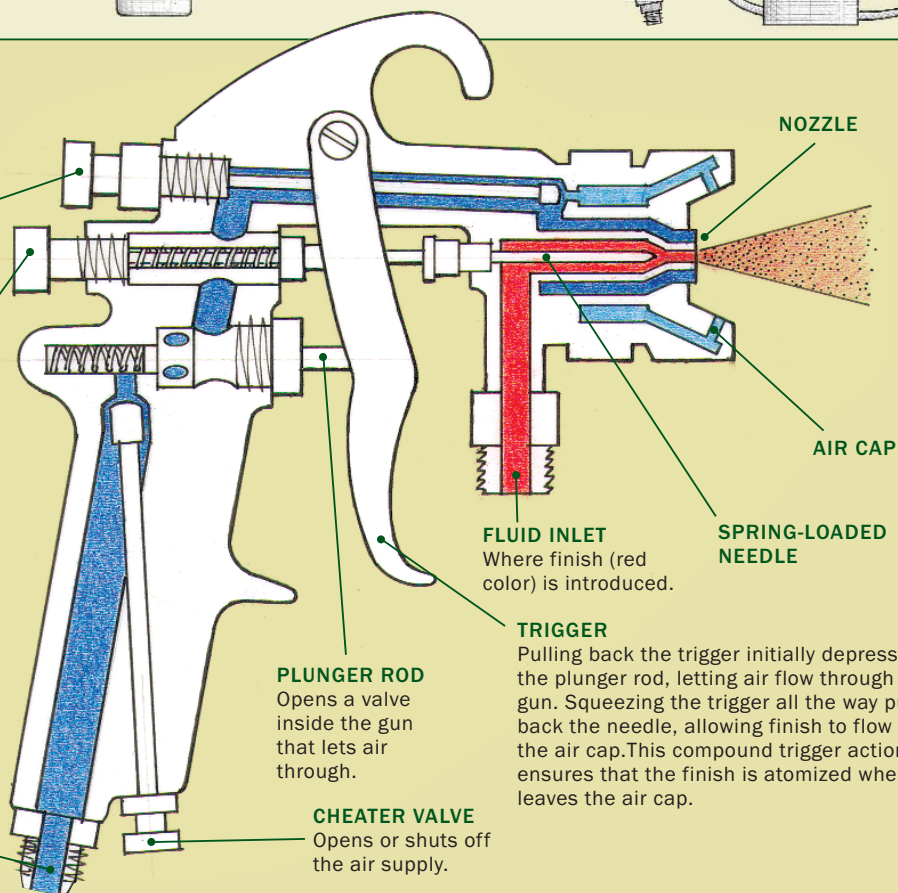 NOZZLE
AIR CAP
SPRING-LOADED
NEEDLE
FLUID INLET
Where finish (red
color) is introduced.
TRIGGER
Pulling back the trigger initially depress
the plunger rod, letting air flow through
gun. Squeezing the trigger all the way pu
back the needle, allowing finish to flow
the air cap.This compound trigger action
ensures that the finish is atomized whe
leaves the air cap.
PLUNGER ROD
Opens a valve
inside the gun
that lets air
through.
CHEATER VALVE
Opens or shuts off
the air supply.